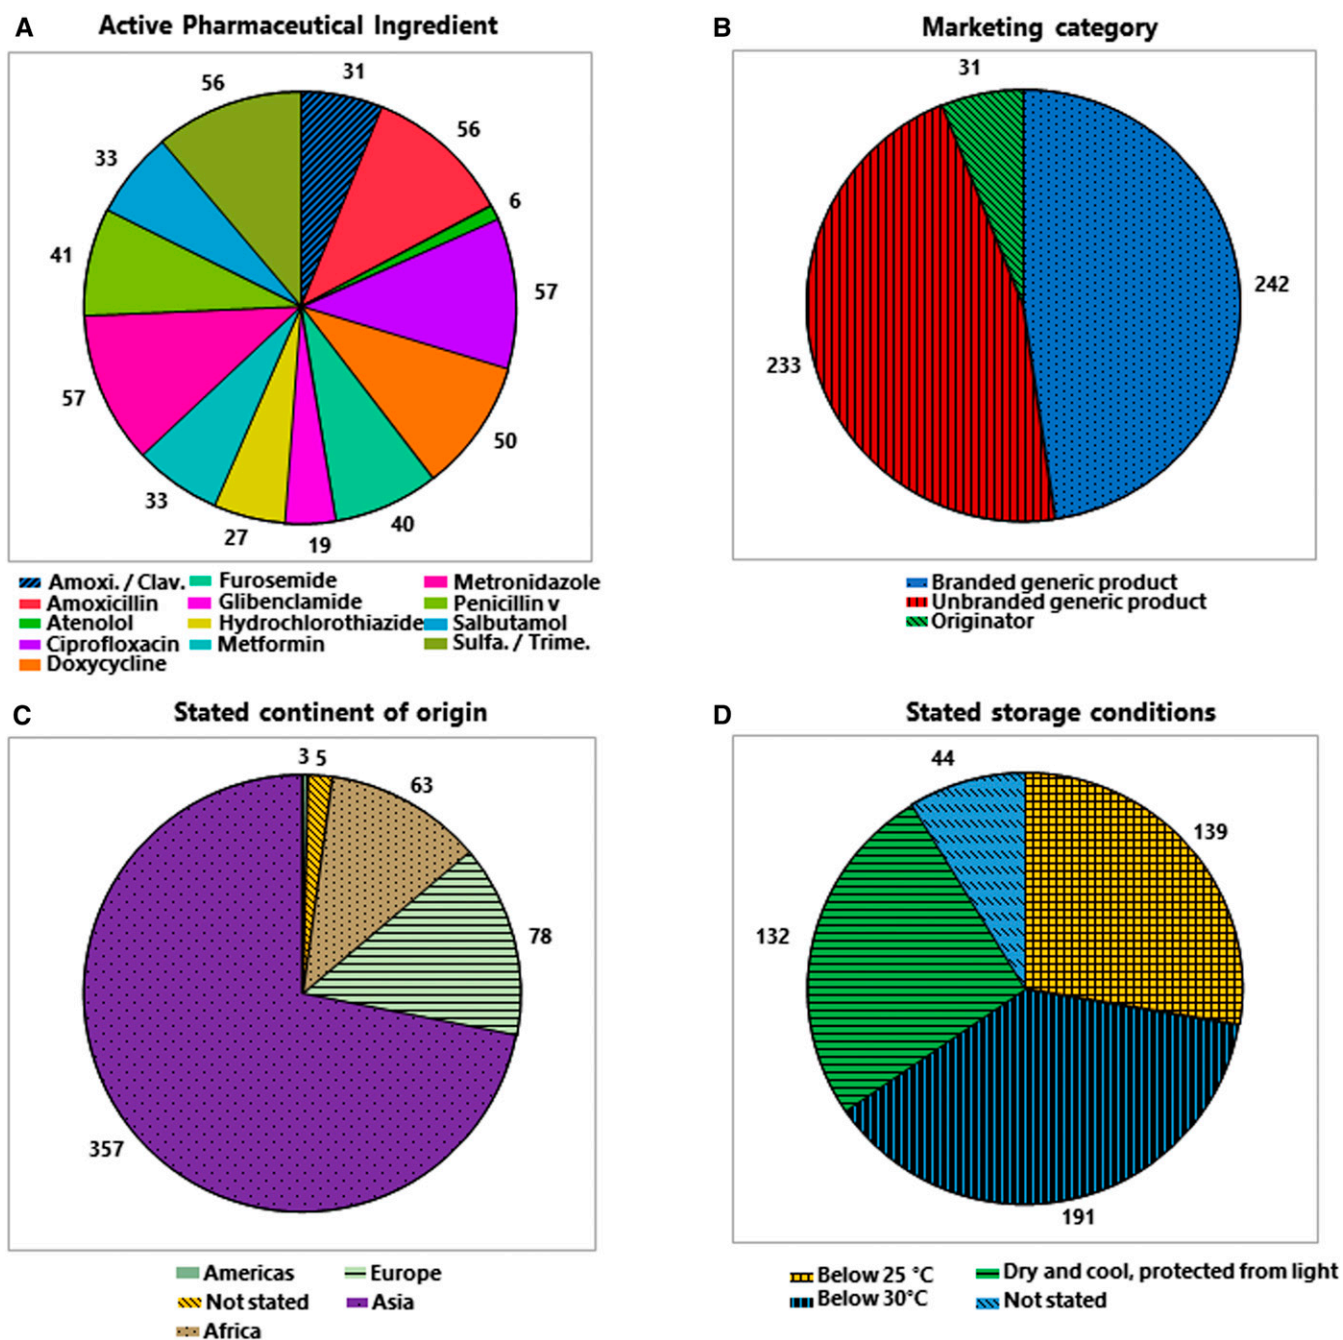 A Active Pharmaceutical Ingredient
31
56
6
57
50
40
19
27
33
57
41
33
56
Amoxi. / Clav. Furosemide Metronidazole
Amoxicillin Glibenclamide Penicillin v
Atenolol Hydrochlorothiazide Salbutamol
Ciprofloxacin Metformin Sulfa. / Trime.
Doxycycline
B Marketing category
31
242
233
Branded generic product
Unbranded generic product
Originator
C Stated continent of origin
3 5
63
78
357
Americas Europe
Not stated Asia
Africa
D Stated storage conditions
44
139
132
191
Below 25 °C Dry and cool, protected from light
Below 30°C Not stated